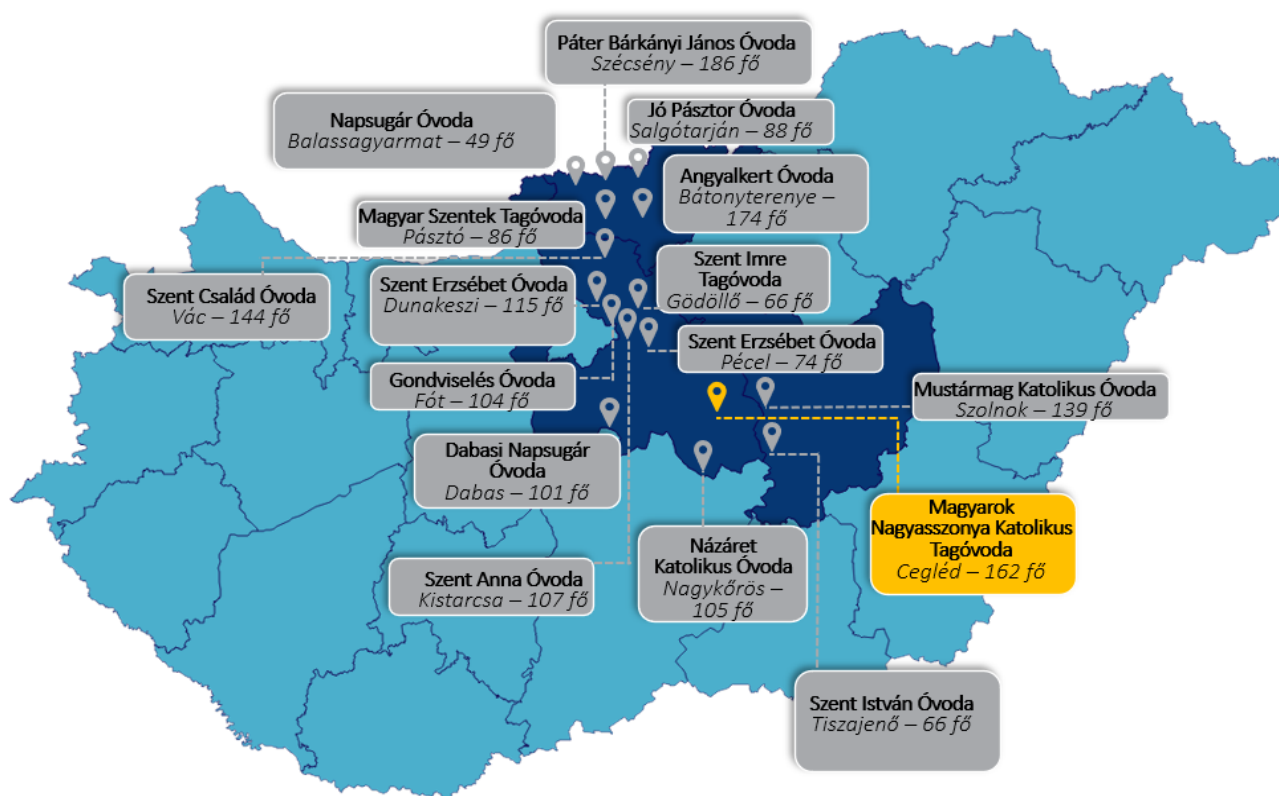 Páter Bárkányi János Óvoda
Szécsény – 186 fő
Napsugár Óvoda
Balassagyarmat – 49 fő
Jó Pásztor Óvoda
Salgótarján – 88 fő
Angyalkert Óvoda
Bátonyterenye –
174 fő
Magyar Szentek Tagóvoda
Pásztó – 86 fő
Szent Család Óvoda
Vác – 144 fő
Szent Erzsébet Óvoda
Dunakeszi – 115 fő
Szent Imre
Tagóvoda
Gödöllő – 66 fő
Szent Erzsébet Óvoda
Pécel – 74 fő
Gondviselés Óvoda
Fót – 104 fő
Mustármag Katolikus Óvoda
Szolnok – 139 fő
Dabasi Napsugár
Óvoda
Dabas – 101 fő
Magyarok
Nagyasszonya Katolikus
Tagóvoda
Cegléd – 162 fő
Názáret
Katolikus Óvoda
Nagykőrös –
105 fő
Szent Anna Óvoda
Kistarcsa – 107 fő
Szent István Óvoda
Tiszajenő – 66 fő